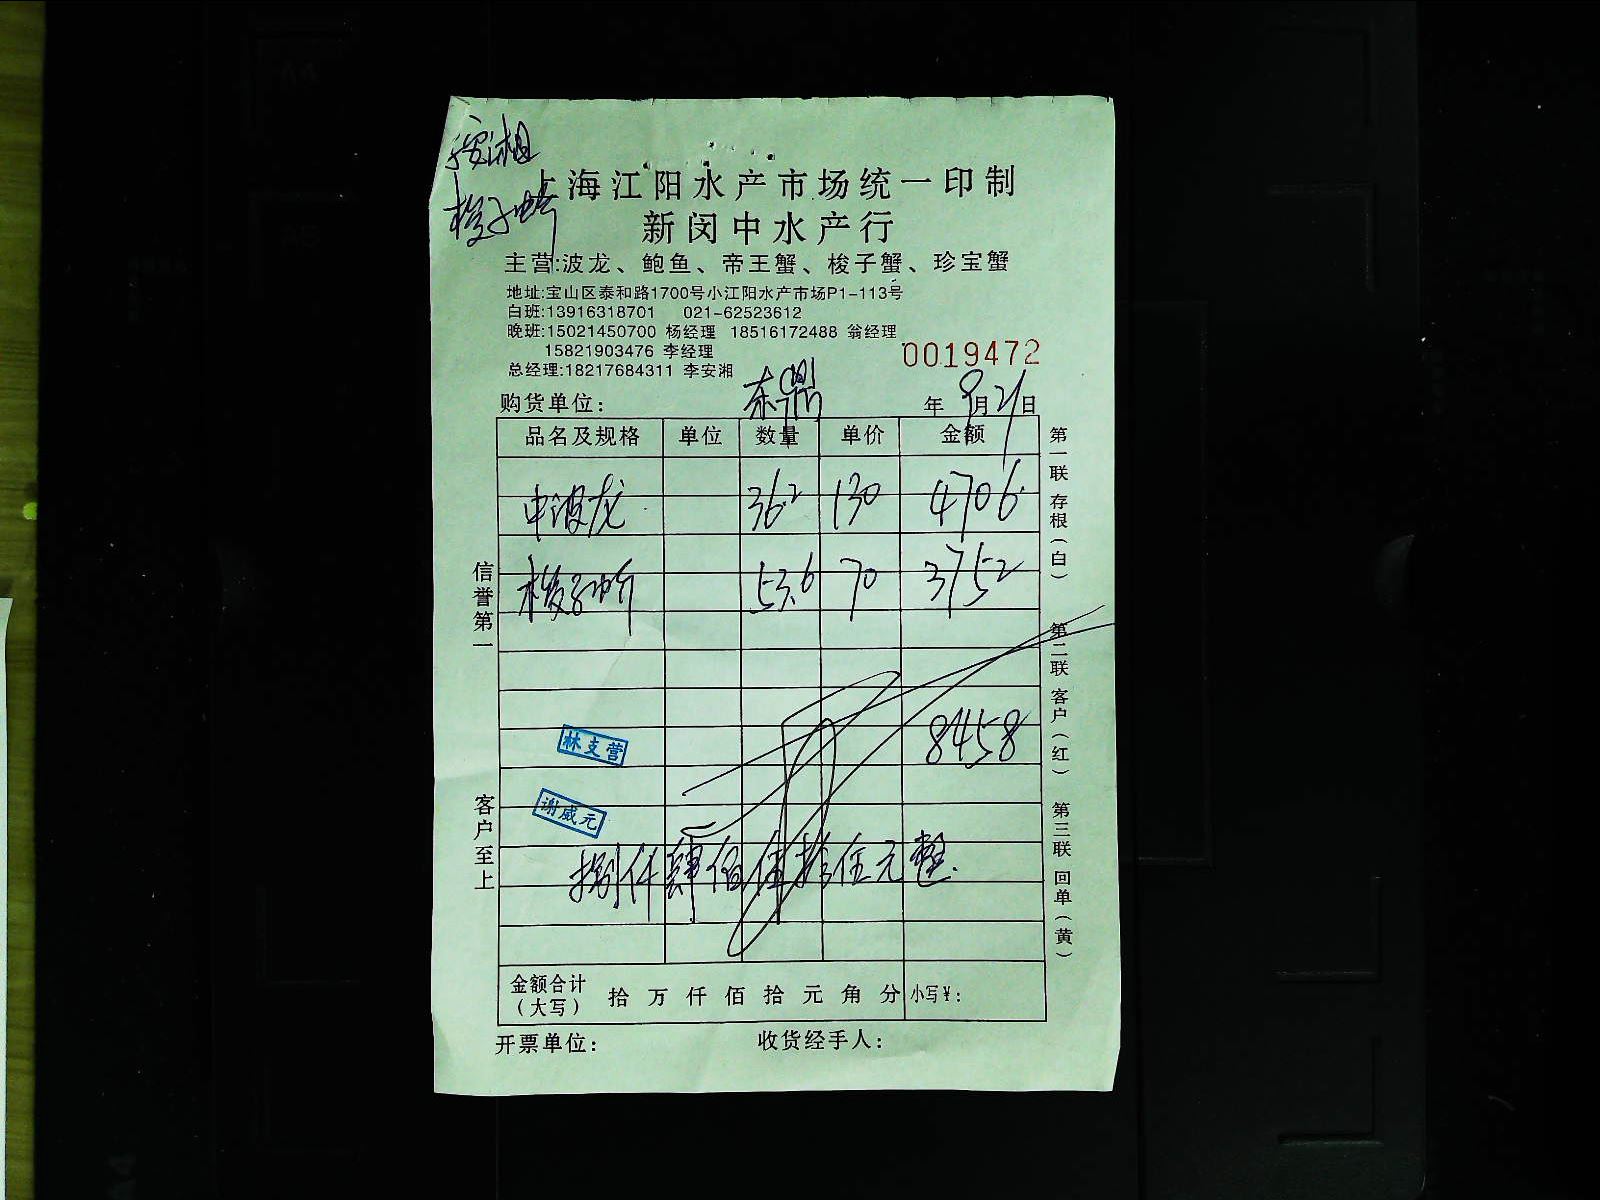 安湘
梭子蟹
上海江阳水产市场统一印制
新闵中水产行
主营:波龙、鲍鱼、帝王蟹、梭子蟹、珍宝蟹
地址:宝山区泰和路1700号小江阳水产市场P1-113号
白班:13916318701 021-62523612
晚班:15021450700 杨经理 18516172488 翁经理
15821903476 李经理
0019472
总经理:18217684311 李安湘
购货单位: 东鼎 年 9月21日
品名及规格 单位 数量 单价 金额
中波龙 36.2 130 4706
梭子蟹 53.6 70 3752
8458
林支营
谢威元
捌仟肆佰伍拾伍元整.
金额合计(大写) 拾 万 仟 佰 拾 元 角 分 小写¥:
开票单位: 收货经手人:
信誉第一
客户至上
第一联 存根(白)
第二联 客户(红)
第三联 回单(黄)